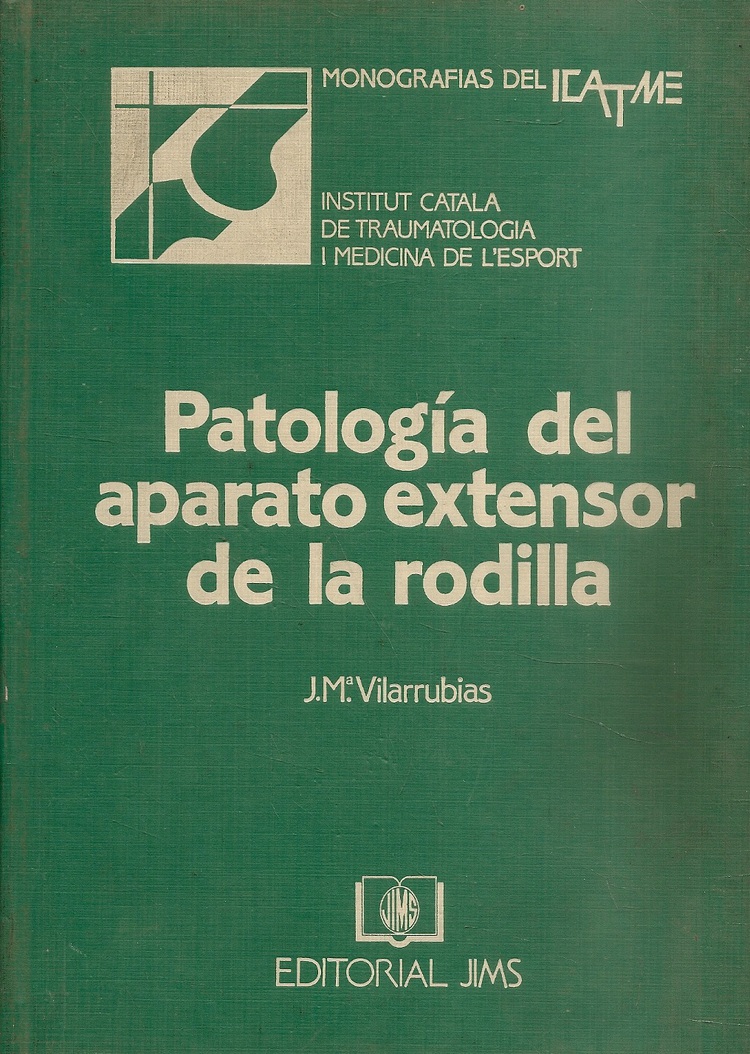 MONOGRAFIAS DEL ICATME
INSTITUT CATALA
DE TRAUMATOLOGIA
I MEDICINA DE L'ESPORT
Patología del
aparato extensor
de la rodilla
J.Mª Vilarrubias
JIMS
EDITORIAL JIMS